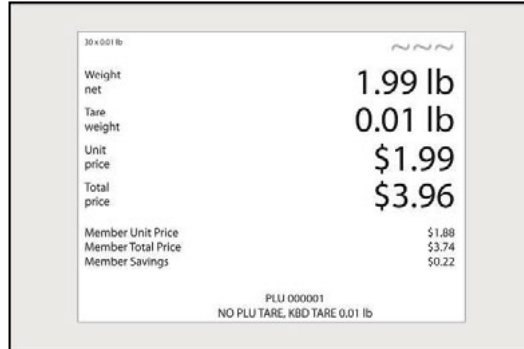 30 x 0.01 lb
~~~
Weight net 1.99 lb
Tare weight 0.01 lb
Unit price $1.99
Total price $3.96
Member Unit Price $1.88
Member Total Price $3.74
Member Savings $0.22
PLU 000001
NO PLU TARE, KBD TARE 0.01 lb